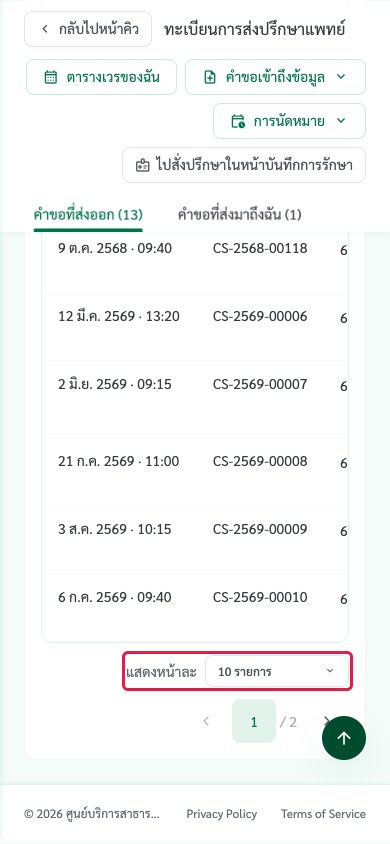 กลับไปหน้าคิว ทะเบียนการส่งปรึกษาแพทย์
ตารางเวรของฉัน คำขอเข้าถึงข้อมูล
การนัดหมาย
ไปสั่งปรึกษาในหน้าบันทึกการรักษา
คำขอที่ส่งออก (13) คำขอที่ส่งมาถึงฉัน (1)
9 ต.ค. 2568 · 09:40 CS-2568-00118 6
12 มี.ค. 2569 · 13:20 CS-2569-00006 6
2 มิ.ย. 2569 · 09:15 CS-2569-00007 6
21 ก.ค. 2569 · 11:00 CS-2569-00008 6
3 ส.ค. 2569 · 10:15 CS-2569-00009 6
6 ก.ค. 2569 · 09:40 CS-2569-00010 6
แสดงหน้าละ 10 รายการ
1 / 2
© 2026 ศูนย์บริการสาธาร... Privacy Policy Terms of Service